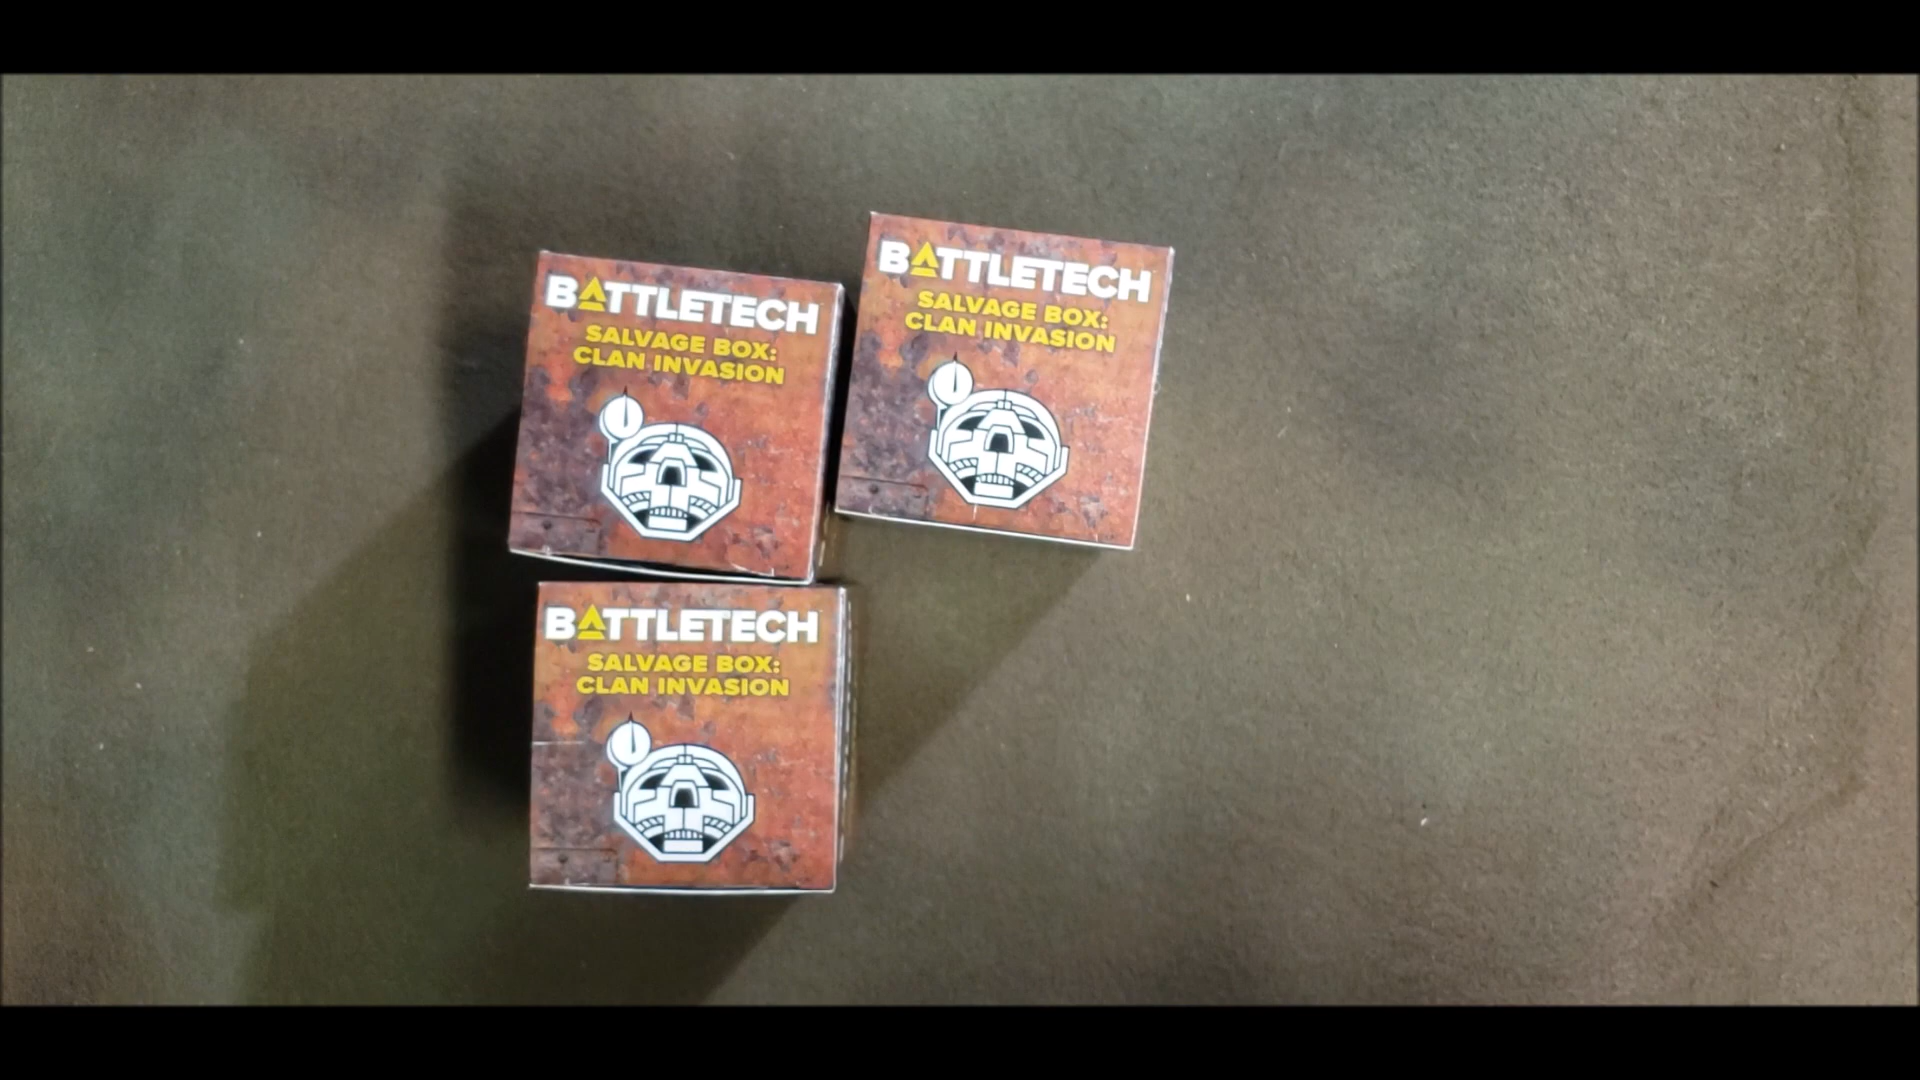 BATTLETECH
SALVAGE BOX:
CLAN INVASION
BATTLETECH
SALVAGE BOX:
CLAN INVASION
BATTLETECH
SALVAGE BOX:
CLAN INVASION